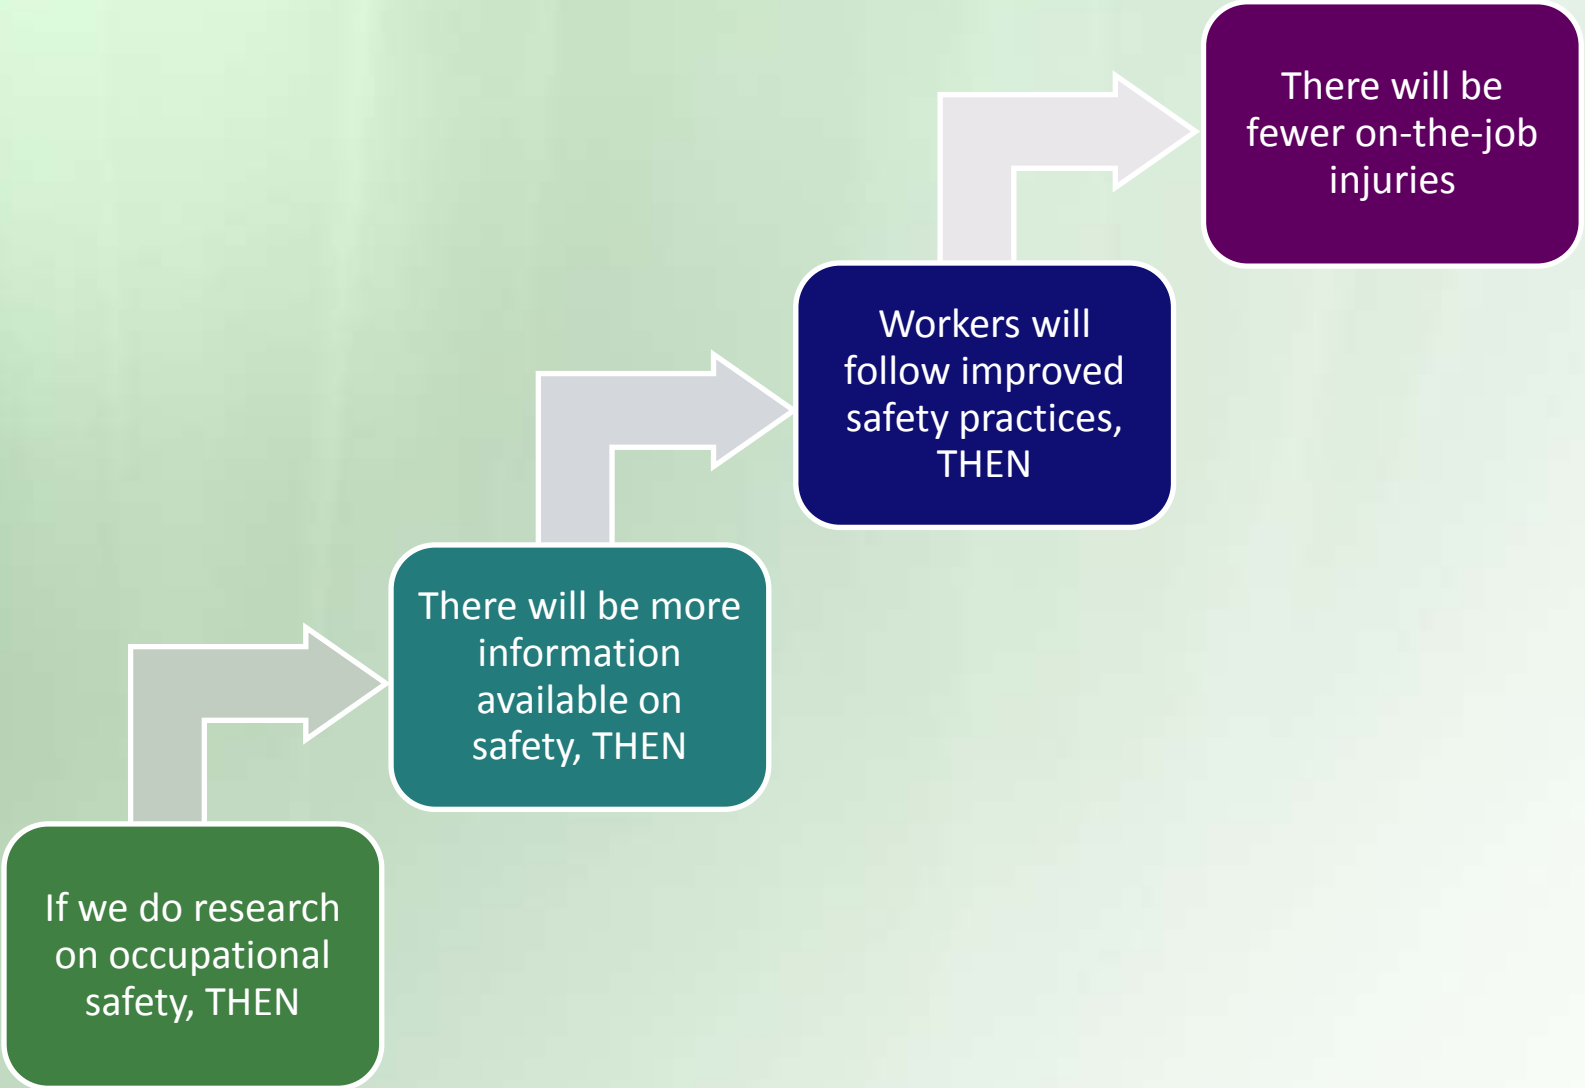 There will be
fewer on-the-job
injuries
Workers will
follow improved
safety practices,
THEN
There will be more
information
available on
safety, THEN
If we do research
on occupational
safety, THEN